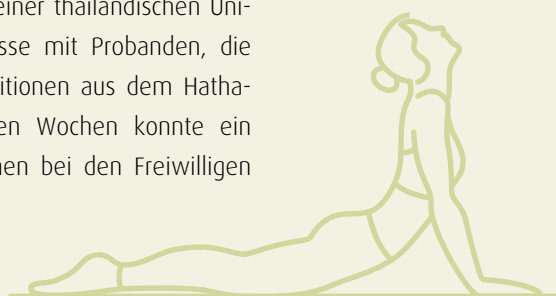 einer thailändischen Uni-
sse mit Probanden, die
itionen aus dem Hatha-
en Wochen konnte ein
en bei den Freiwilligen